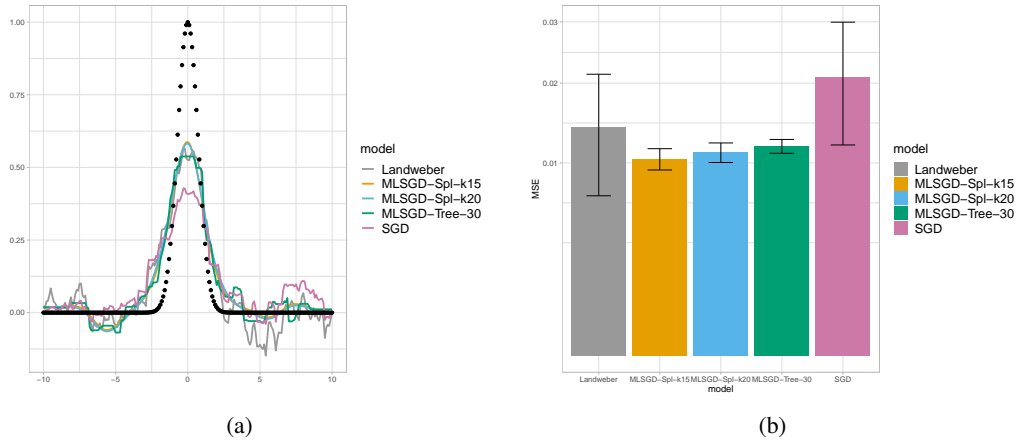 1.00
0.75
0.50
0.25
0.00
−10
−5
0
5
10
model
Landweber
MLSGD−Spl−k15
MLSGD−Spl−k20
MLSGD−Tree−30
SGD
(a)
MSE
0.03
0.02
0.01
Landweber
MLSGD−Spl−k15
MLSGD−Spl−k20
MLSGD−Tree−30
SGD
model
model
Landweber
MLSGD−Spl−k15
MLSGD−Spl−k20
MLSGD−Tree−30
SGD
(b)